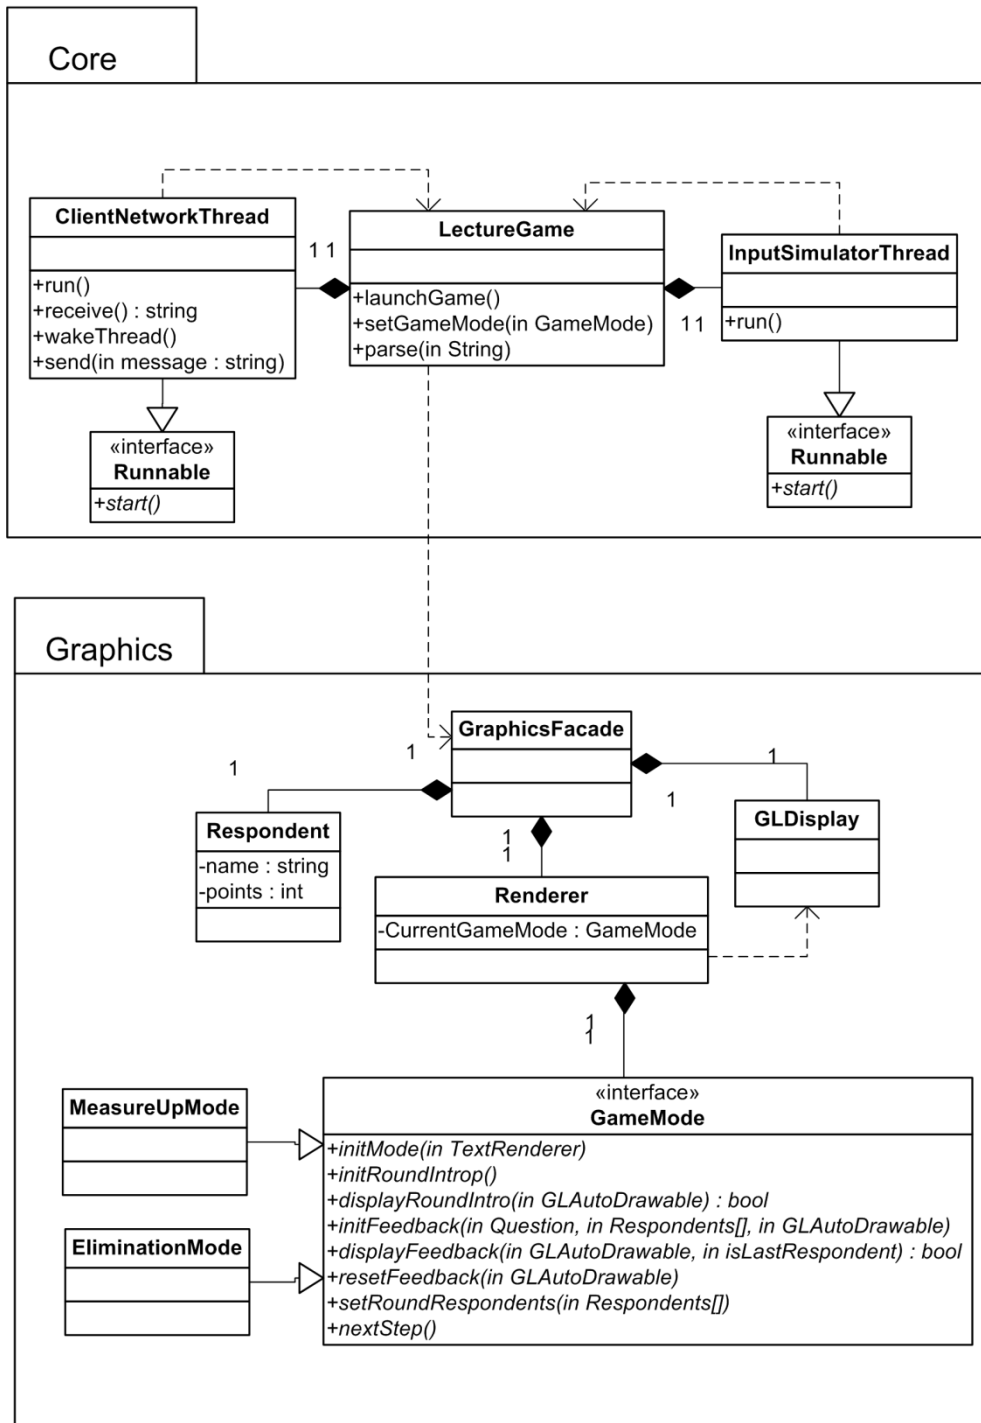 Core
ClientNetworkThread
+run()
+receive() : string
+wakeThread()
+send(in message : string)
1 1
LectureGame
+launchGame()
+setGameMode(in GameMode)
+parse(in String)
1 1
InputSimulatorThread
+run()
«interface»
Runnable
+start()
«interface»
Runnable
+start()
Graphics
GraphicsFacade
1
1
1
1
Respondent
-name : string
-points : int
1
1
Renderer
-CurrentGameMode : GameMode
GLDisplay
1
1
MeasureUpMode
EliminationMode
«interface»
GameMode
+initMode(in TextRenderer)
+initRoundIntrop()
+displayRoundIntro(in GLAutoDrawable) : bool
+initFeedback(in Question, in Respondents[], in GLAutoDrawable)
+displayFeedback(in GLAutoDrawable, in isLastRespondent) : bool
+resetFeedback(in GLAutoDrawable)
+setRoundRespondents(in Respondents[])
+nextStep()